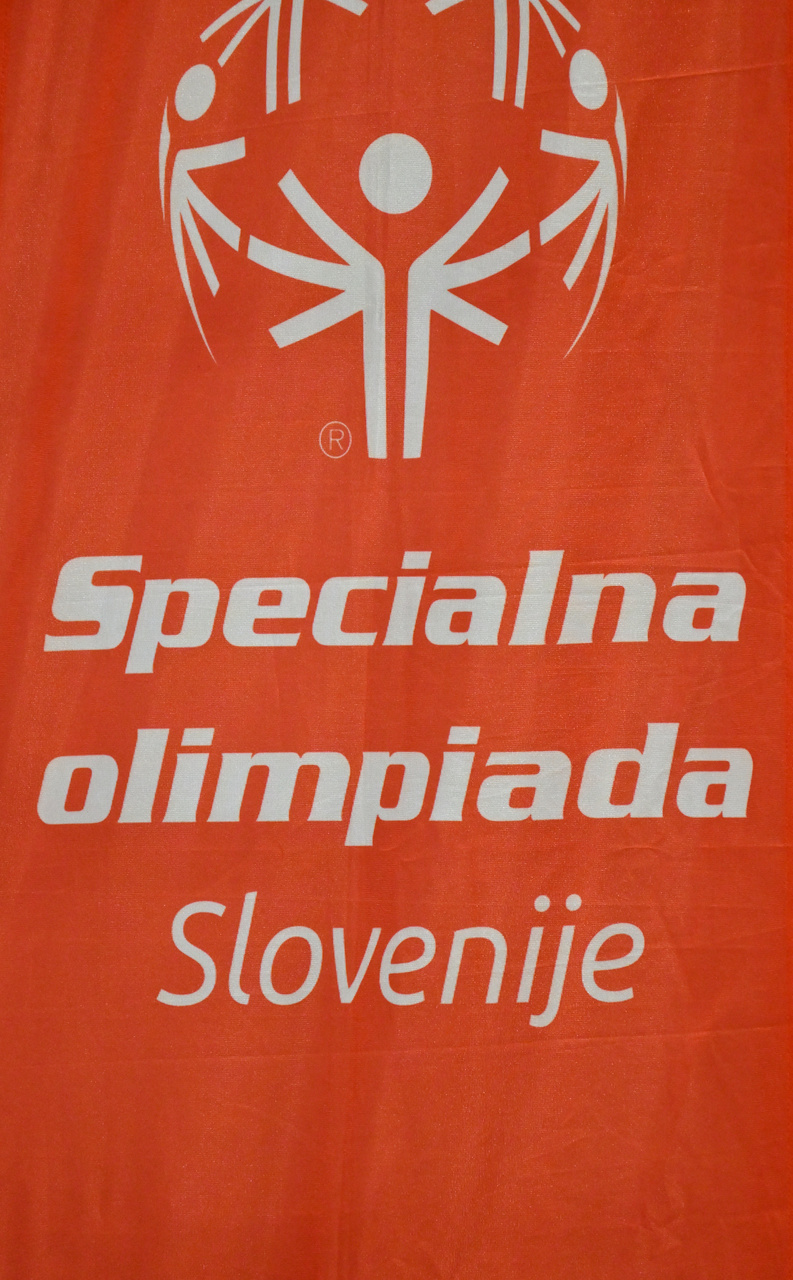 ®
Specialna
olimpiada
Slovenije